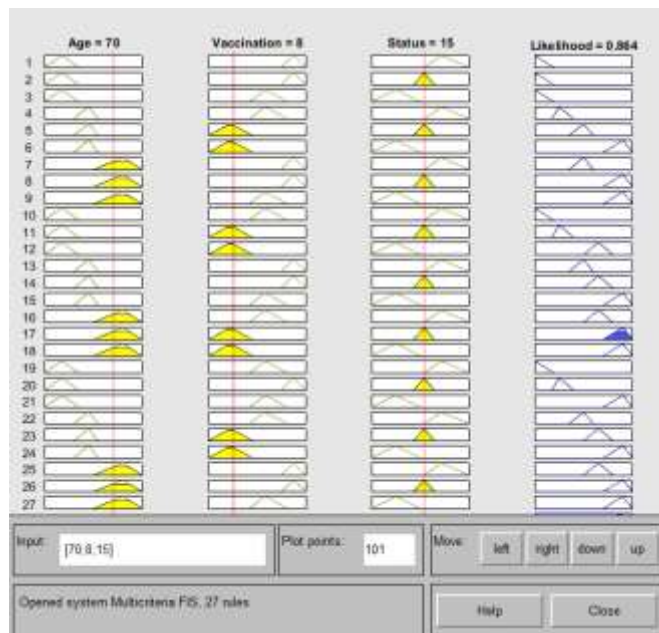 Age = 70
Vaccination = 8
Status = 15
Likelihood = 0.864
1
2
3
4
5
6
7
8
9
10
11
12
13
14
15
16
17
18
19
20
21
22
23
24
25
26
27
Input:
[70;8;15]
Plot points:
101
Move:
left
right
down
up
Opened system Multicriteria FIS, 27 rules
Help
Close